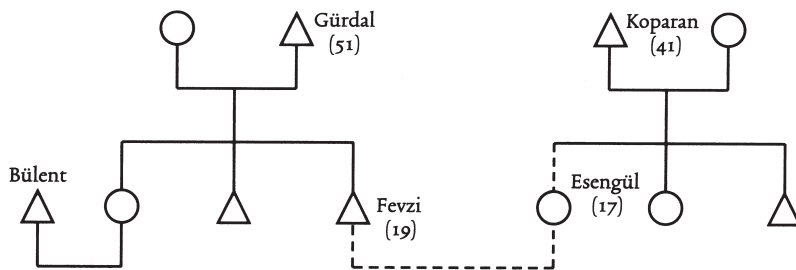 Gürdal
(51)
Koparan
(41)
Bülent
Fevzi
(19)
Esengül
(17)